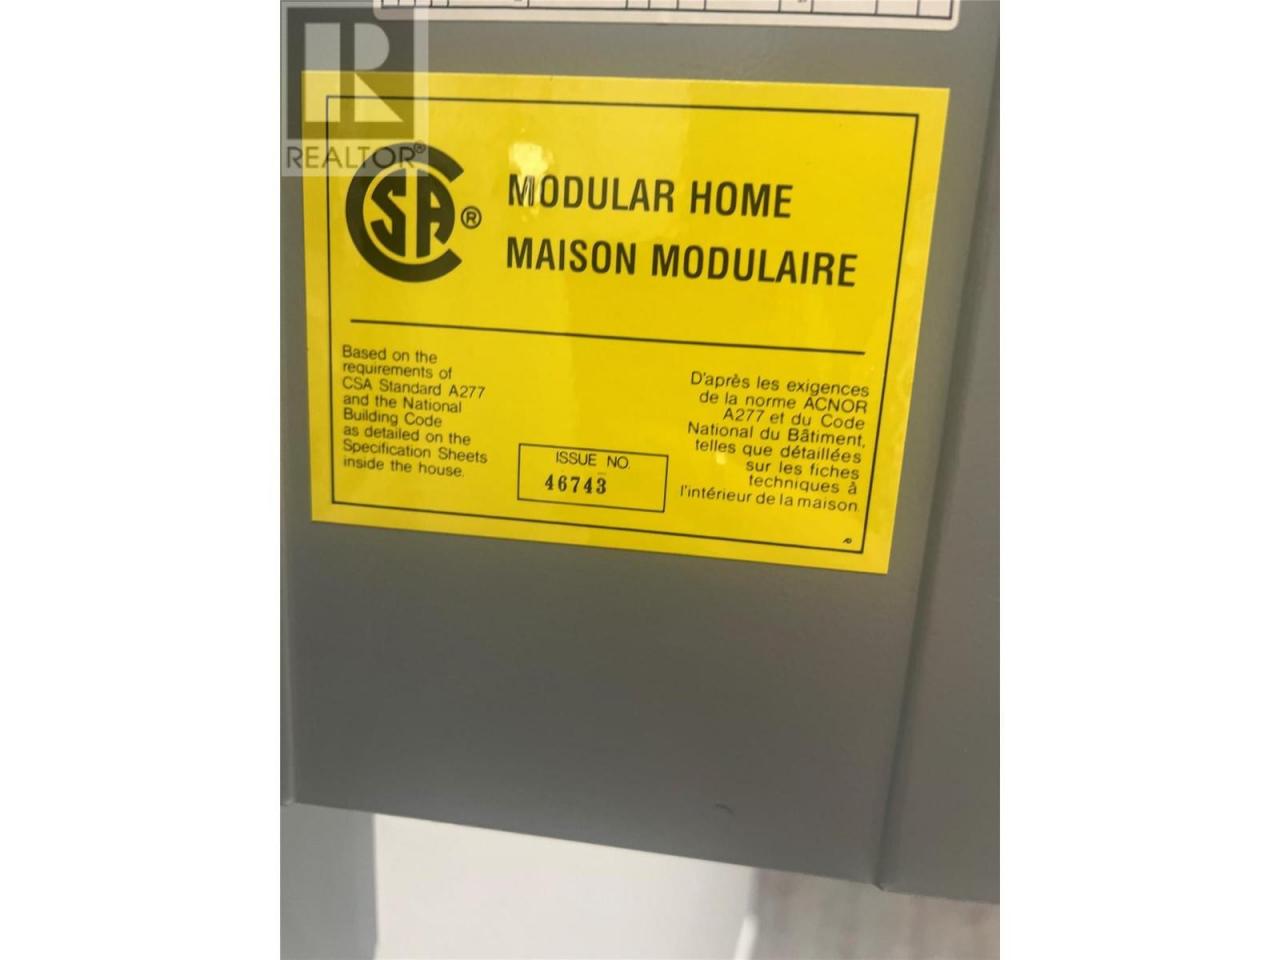 REALTOR®
CSA®
MODULAR HOME
MAISON MODULAIRE
Based on the
requirements of
CSA Standard A277
and the National
Building Code
as detailed on the
Specification Sheets
inside the house.
ISSUE NO.
46743
D'après les exigences
de la norme ACNOR
A277 et du Code
National du Bâtiment,
telles que détaillées
sur les fiches
techniques à
l'intérieur de la maison.